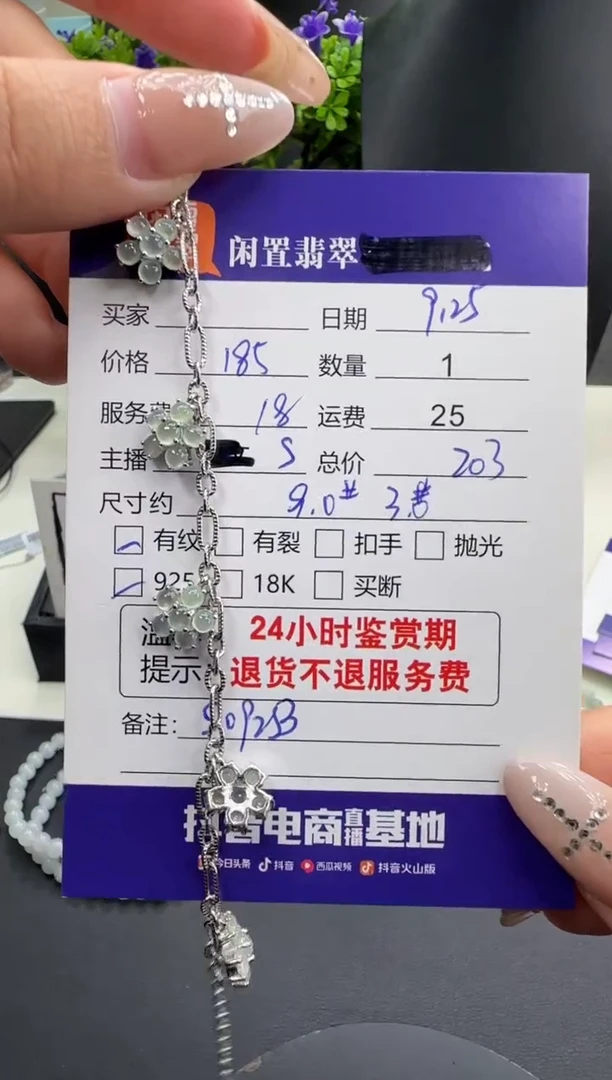 闲置翡翠
买家 日期 9.25
价格 185 数量 1
服务费 18 运费 25
主播 S 总价 203
尺寸约 9.0# 3.8
有纹 有裂 扣手 抛光
925 18K 买断
温 24小时鉴赏期
提示 退货不退服务费
备注:
抖音电商直播基地
今日头条 抖音 西瓜视频 抖音火山版